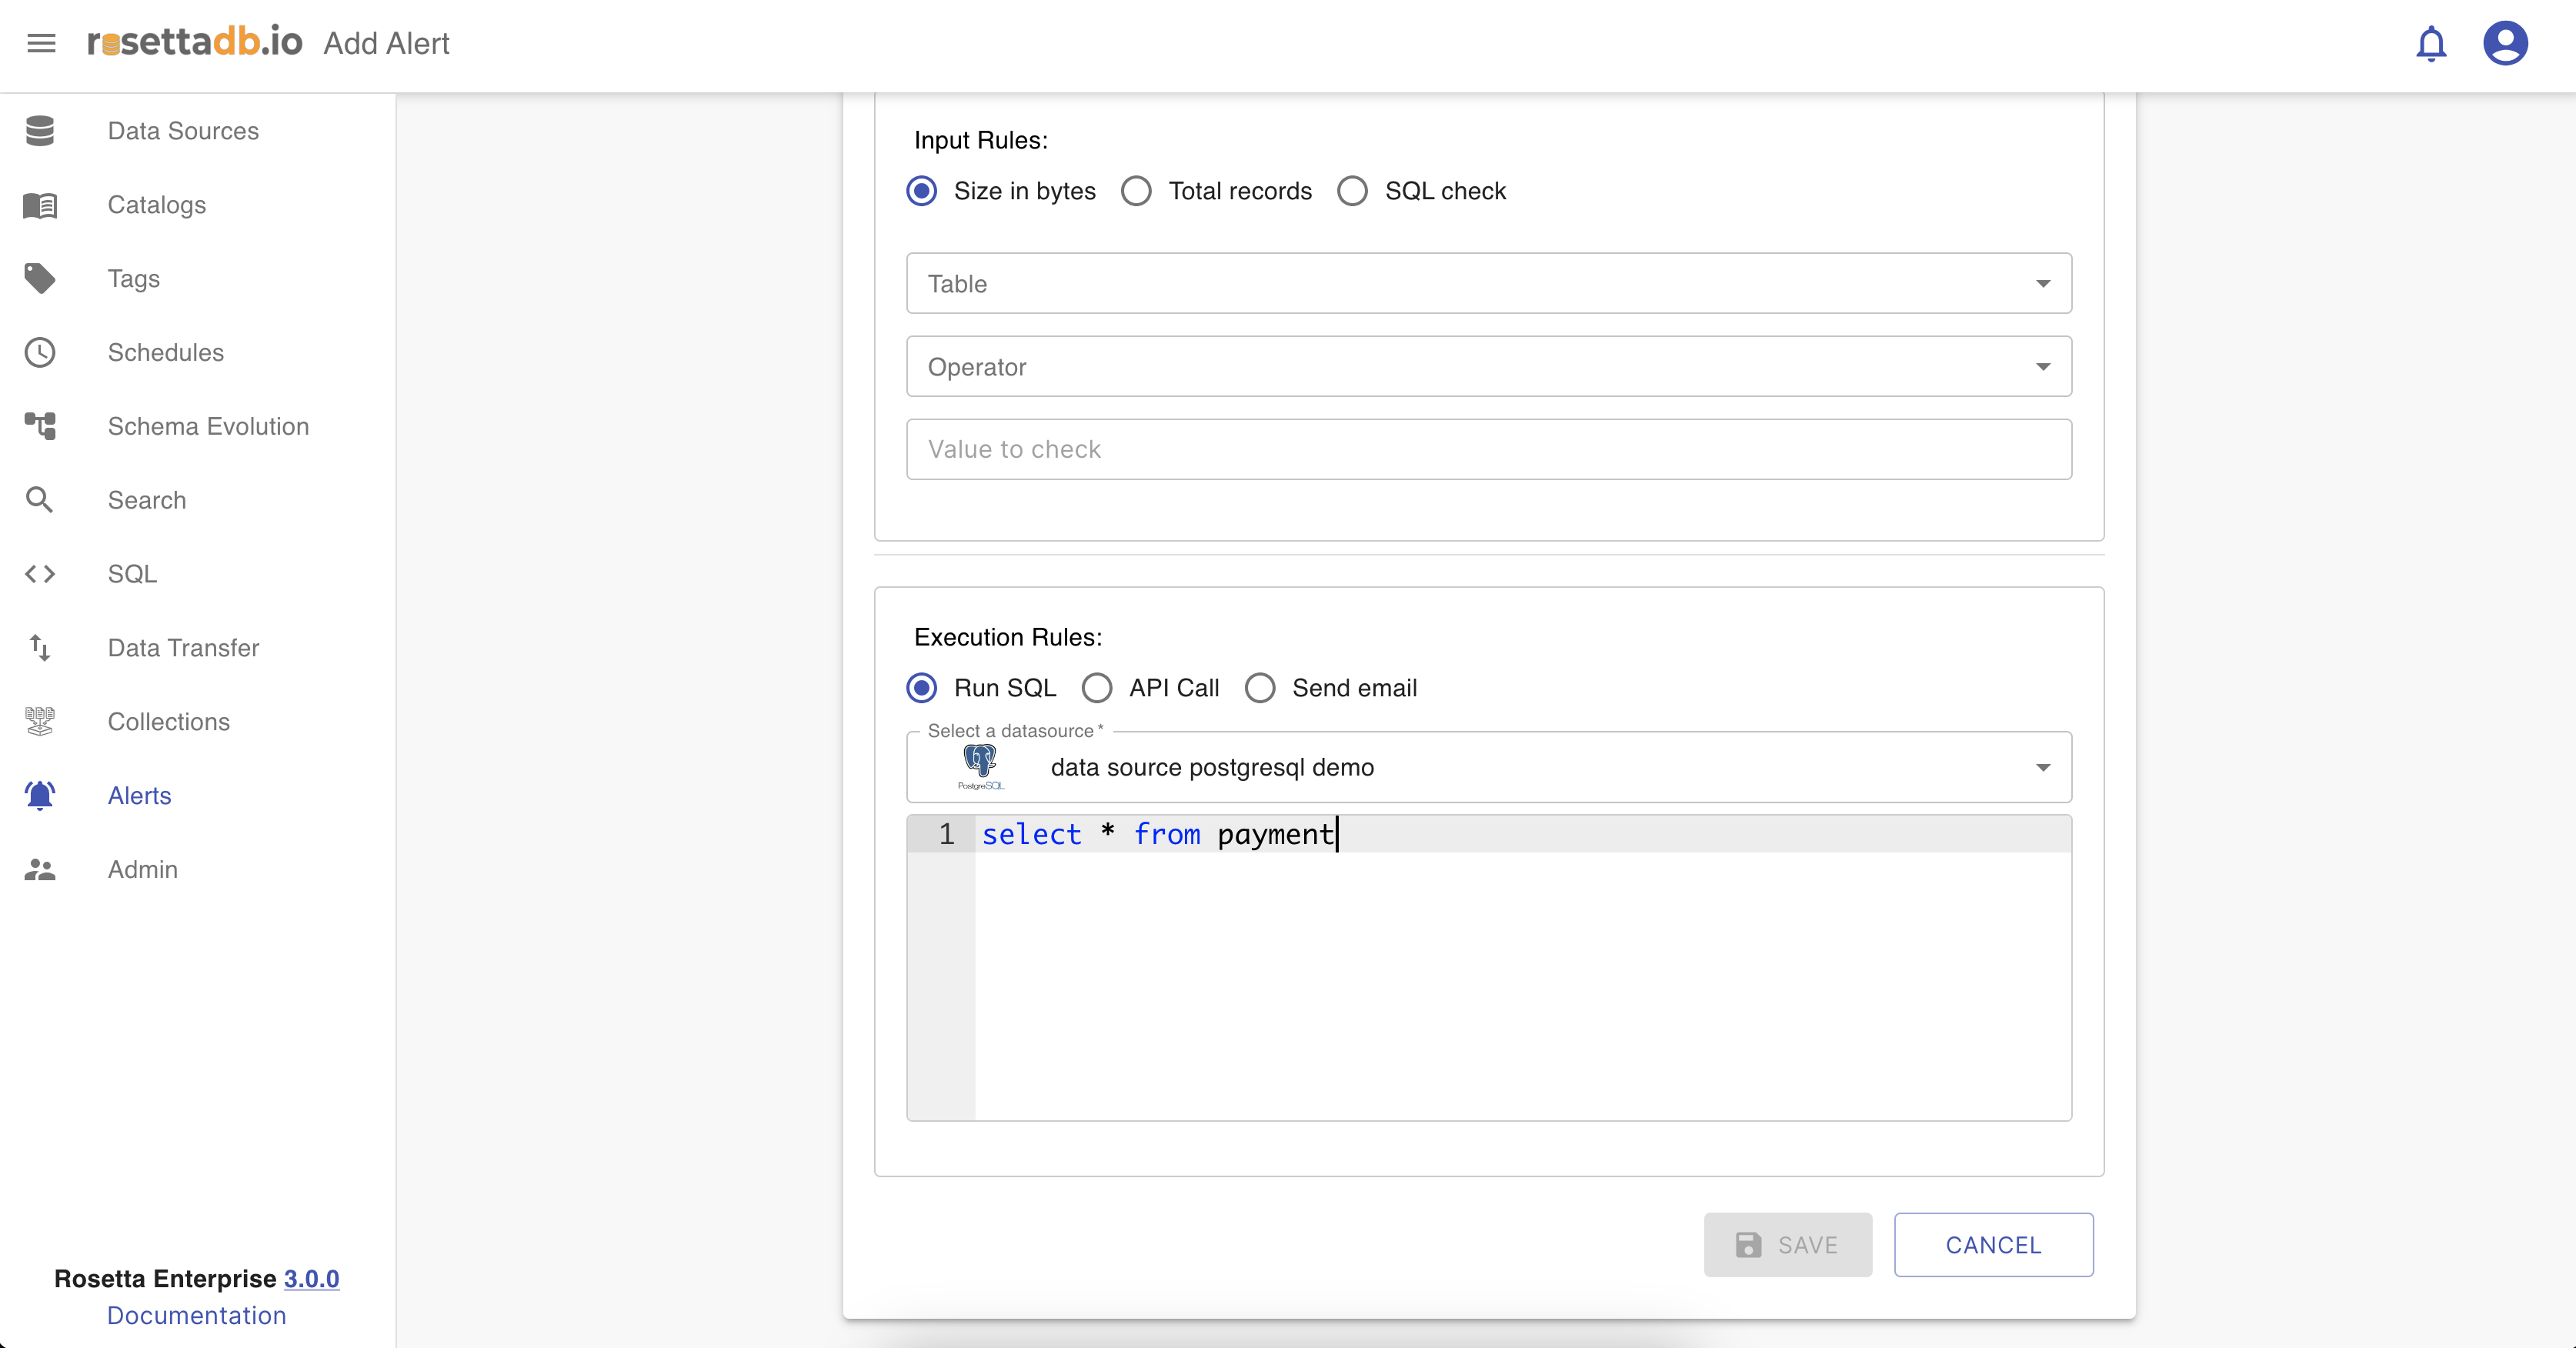 rosettadb.io Add Alert
Data Sources
Catalogs
Tags
Schedules
Schema Evolution
Search
SQL
Data Transfer
Collections
Alerts
Admin
Rosetta Enterprise 3.0.0
Documentation
Input Rules:
Size in bytes Total records SQL check
Table
Operator
Value to check
Execution Rules:
Run SQL API Call Send email
Select a datasource *
PostgreSQL data source postgresql demo
1 select * from payment
SAVE CANCEL